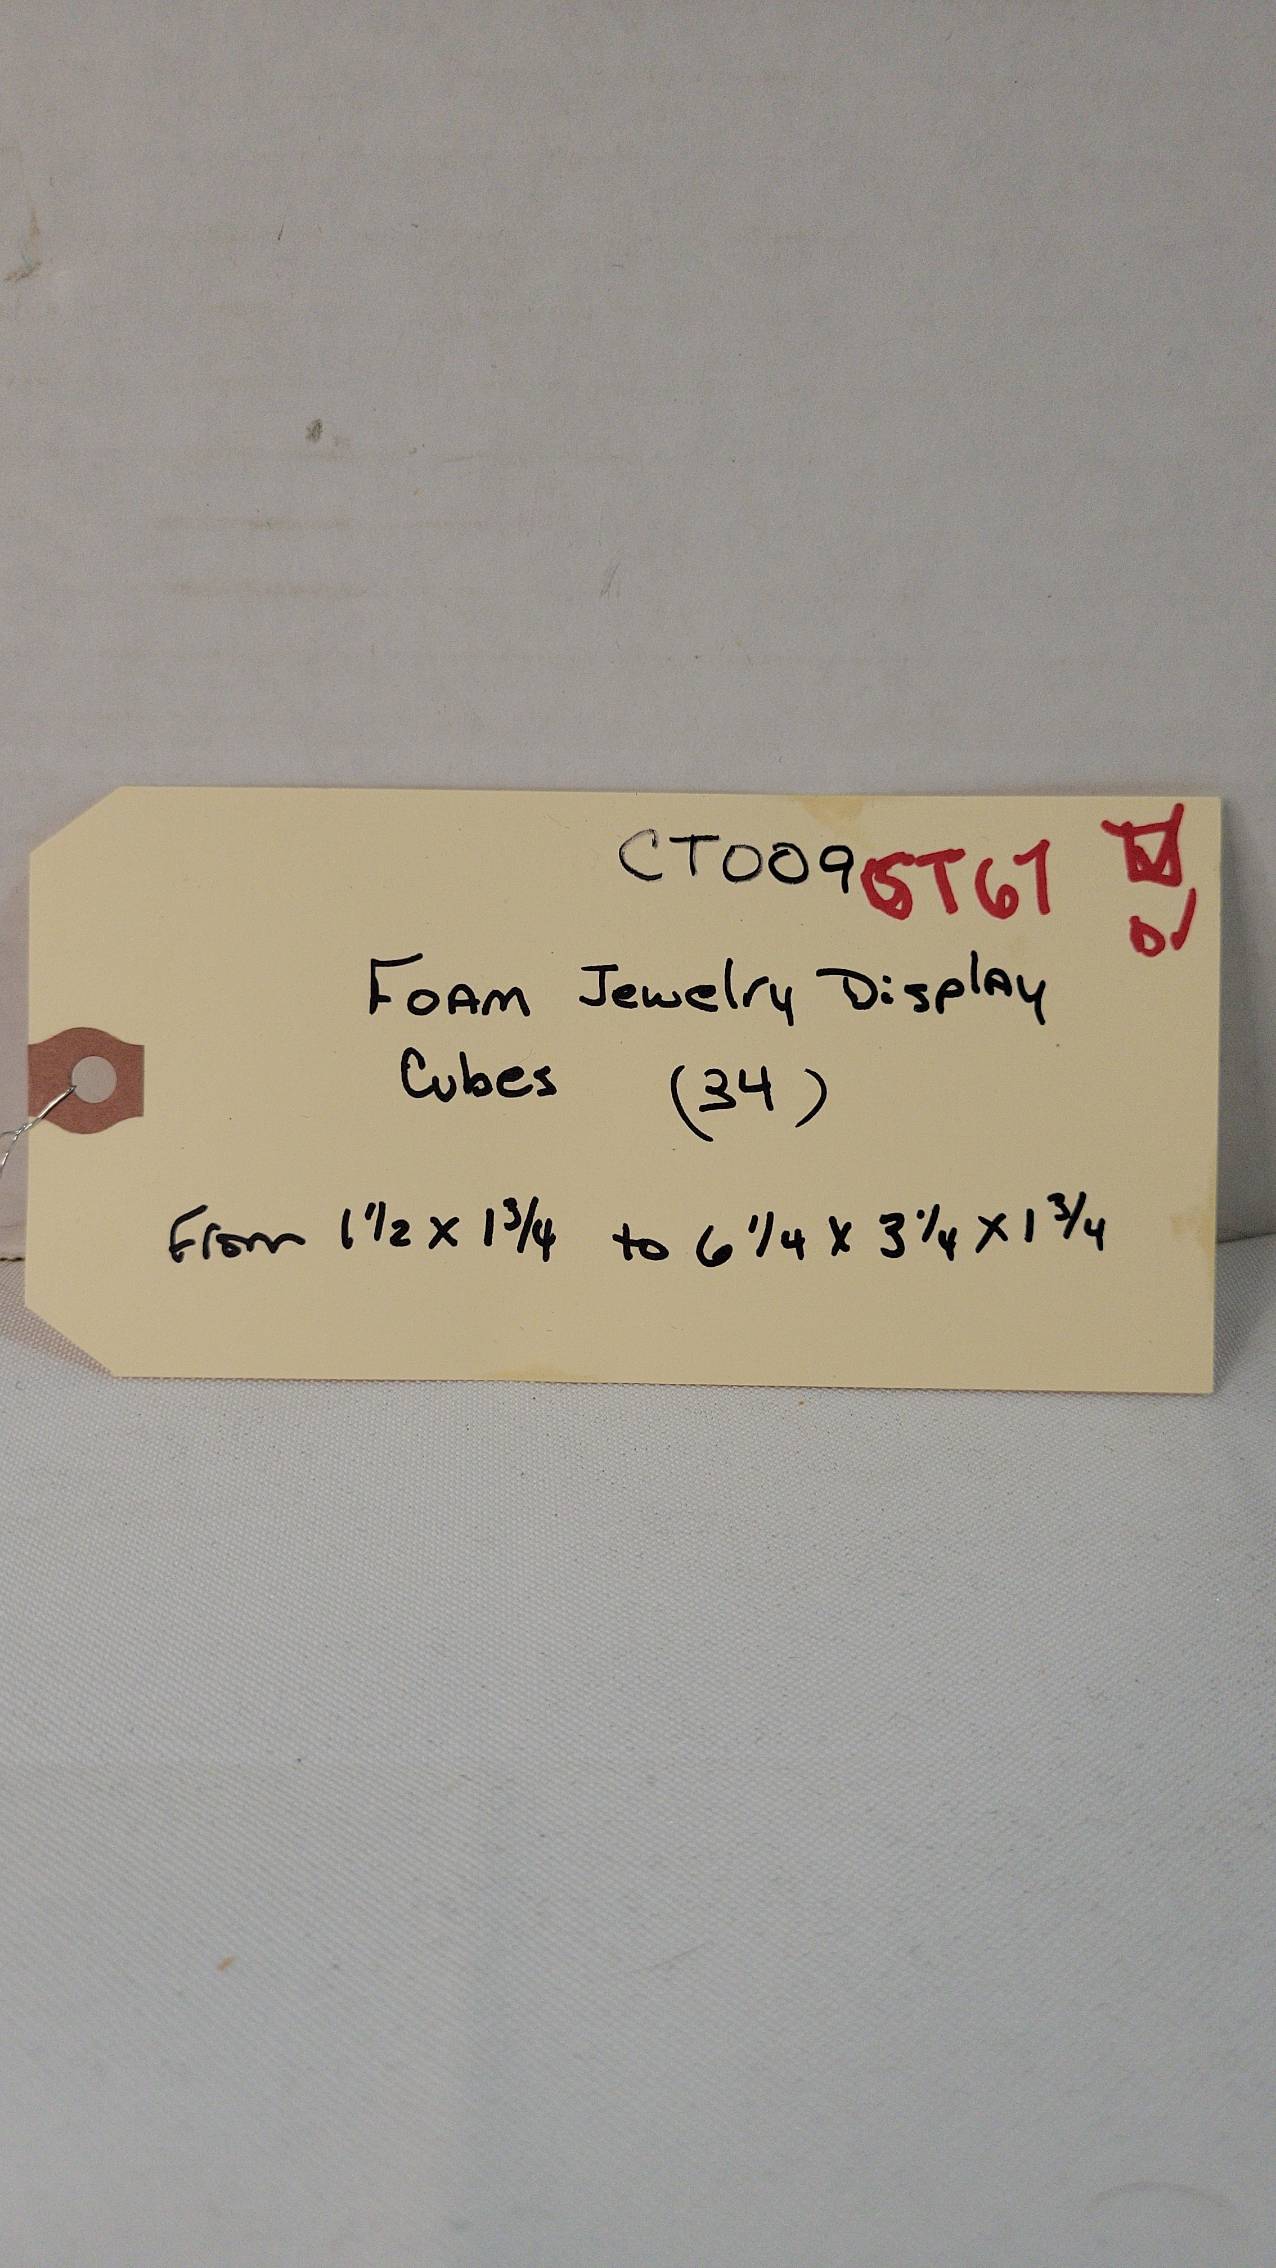 CT009 ST67
Foam Jewelry Display
Cubes (34)
From 1 1/2 x 1 3/4 to 6 1/4 x 3 1/4 x 1 3/4